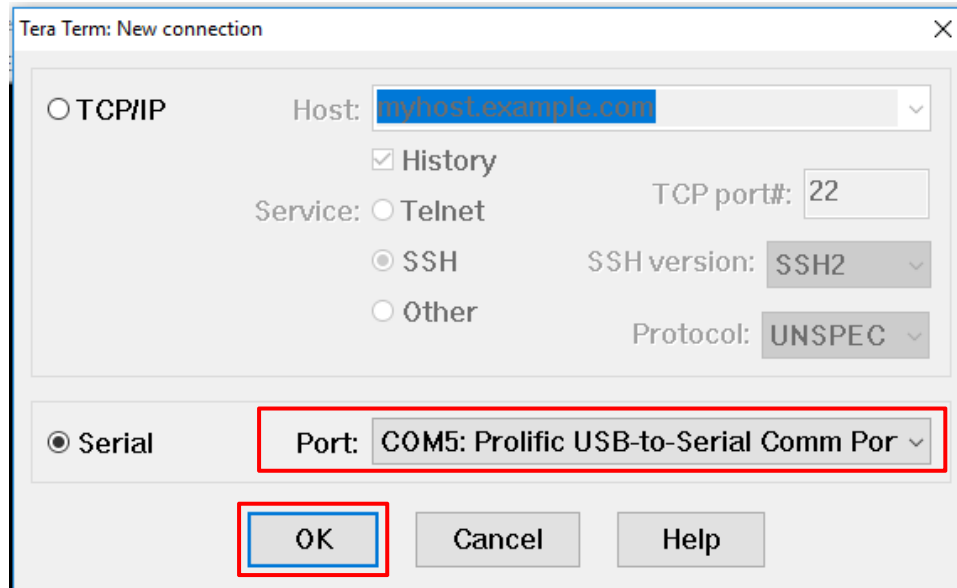 Tera Term: New connection
TCP/IP
Host: myhost.example.com
History
Service: Telnet
TCP port#: 22
SSH
SSH version: SSH2
Other
Protocol: UNSPEC
Serial
Port: COM5: Prolific USB-to-Serial Comm Por
OK Cancel Help